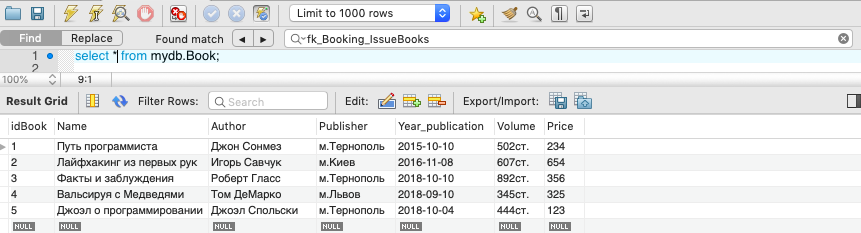 Limit to 1000 rows
Find Replace Found match fk_Booking_IssueBooks
1 select * from mydb.Book;
2
100% 9:1
Result Grid Filter Rows: Search Edit: Export/Import:
idBook Name Author Publisher Year_publication Volume Price
1 Путь программиста Джон Сонмез м.Тернополь 2015-10-10 502ст. 234
2 Лайфхакинг из первых рук Игорь Савчук м.Киев 2016-11-08 607ст. 654
3 Факты и заблуждения Роберт Гласс м.Тернополь 2018-10-10 892ст. 356
4 Вальсируя с Медведями Том ДеМарко м.Львов 2018-09-10 345ст. 325
5 Джоэл о программировании Джоэл Спольски м.Тернополь 2018-10-04 444ст. 123
NULL NULL NULL NULL NULL NULL NULL